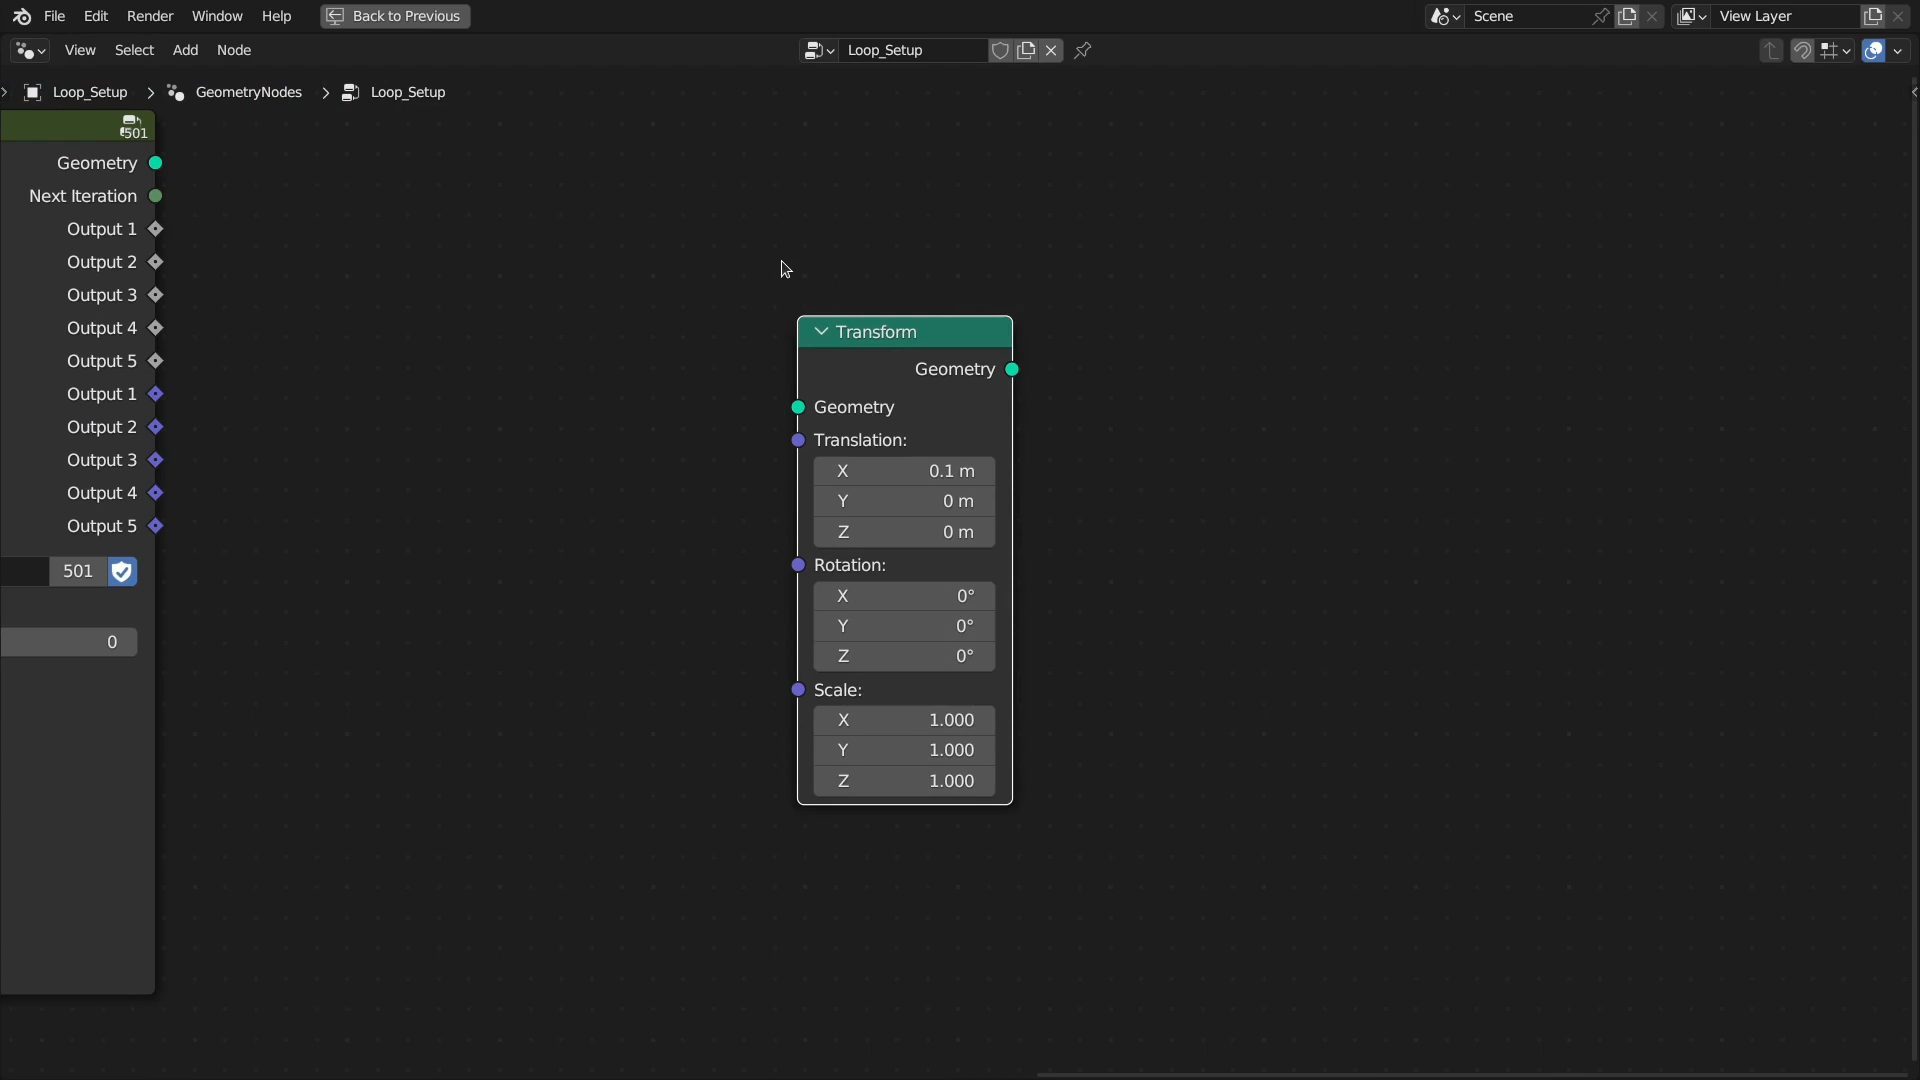 File Edit Render Window Help Back to Previous Scene View Layer
View Select Add Node Loop_Setup
Loop_Setup GeometryNodes Loop_Setup
501
Geometry
Next Iteration
Output 1
Output 2
Output 3
Output 4
Output 5
Output 1
Output 2
Output 3
Output 4
Output 5
501
0
Transform
Geometry
Geometry
Translation:
X 0.1 m
Y 0 m
Z 0 m
Rotation:
X 0°
Y 0°
Z 0°
Scale:
X 1.000
Y 1.000
Z 1.000